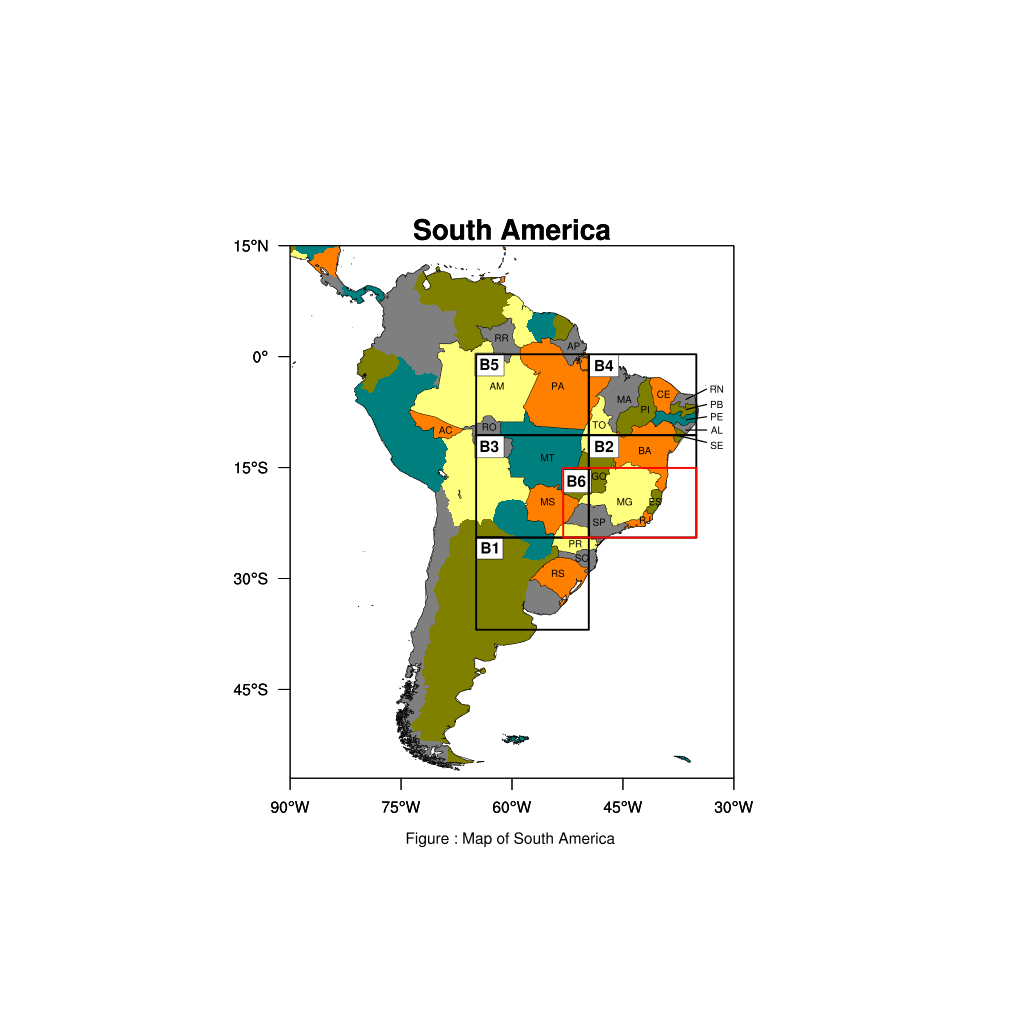 South America
15°N
0°
15°S
30°S
45°S
90°W 75°W 60°W 45°W 30°W
RR
AP
B5
B4
AM
PA
MA
CE
PI
RN
PB
PE
AL
SE
AC
RO
TO
B3
B2
BA
MT
B6
GO
MS
MG
ES
SP
RJ
B1
PR
SC
RS
Figure : Map of South America